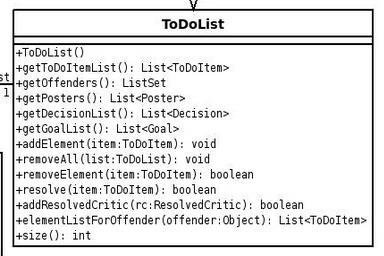 ToDoList
+ToDoList()
+getToDoItemList(): List<ToDoItem>
+getOffenders(): ListSet
+getPosters(): List<Poster>
+getDecisionList(): List<Decision>
+getGoalList(): List<Goal>
+addElement(item:ToDoItem): void
+removeAll(list:ToDoList): void
+removeElement(item:ToDoItem): boolean
+resolve(item:ToDoItem): boolean
+addResolvedCritic(rc:ResolvedCritic): boolean
+elementListForOffender(offender:Object): List<ToDoItem>
+size(): int
st
1